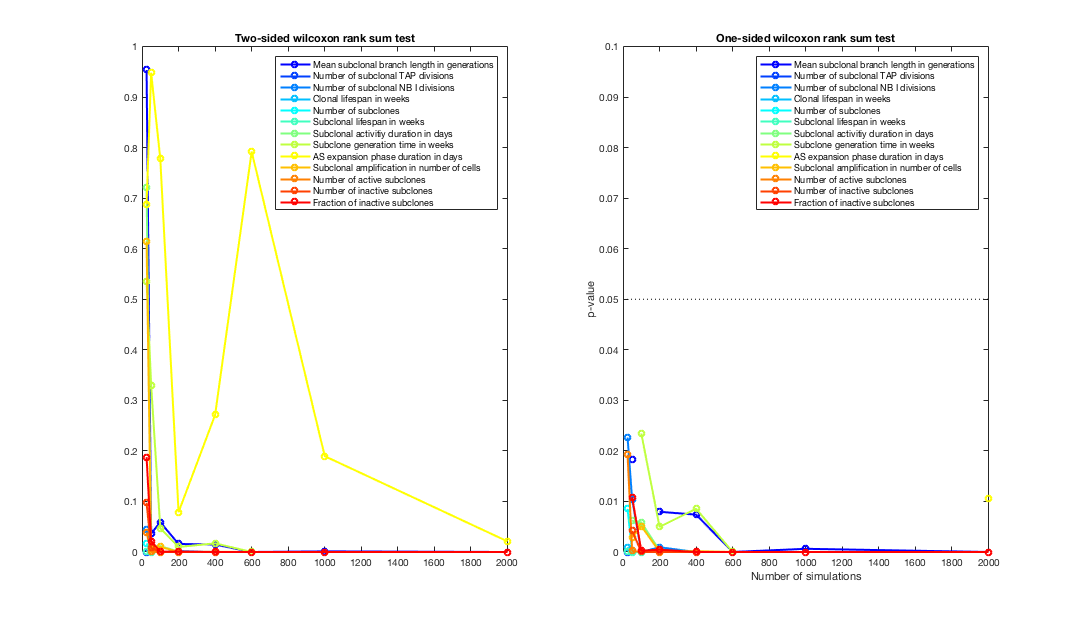 Two-sided wilcoxon rank sum test
1
0.9
0.8
0.7
0.6
0.5
0.4
0.3
0.2
0.1
0
0 200 400 600 800 1000 1200 1400 1600 1800 2000
Mean subclonal branch length in generations
Number of subclonal TAP divisions
Number of subclonal NB I divisions
Clonal lifespan in weeks
Number of subclones
Subclonal lifespan in weeks
Subclonal activitiy duration in days
Subclone generation time in weeks
AS expansion phase duration in days
Subclonal amplification in number of cells
Number of active subclones
Number of inactive subclones
Fraction of inactive subclones
One-sided wilcoxon rank sum test
p-value
0.1
0.09
0.08
0.07
0.06
0.05
0.04
0.03
0.02
0.01
0
0 200 400 600 800 1000 1200 1400 1600 1800 2000
Number of simulations
Mean subclonal branch length in generations
Number of subclonal TAP divisions
Number of subclonal NB I divisions
Clonal lifespan in weeks
Number of subclones
Subclonal lifespan in weeks
Subclonal activitiy duration in days
Subclone generation time in weeks
AS expansion phase duration in days
Subclonal amplification in number of cells
Number of active subclones
Number of inactive subclones
Fraction of inactive subclones